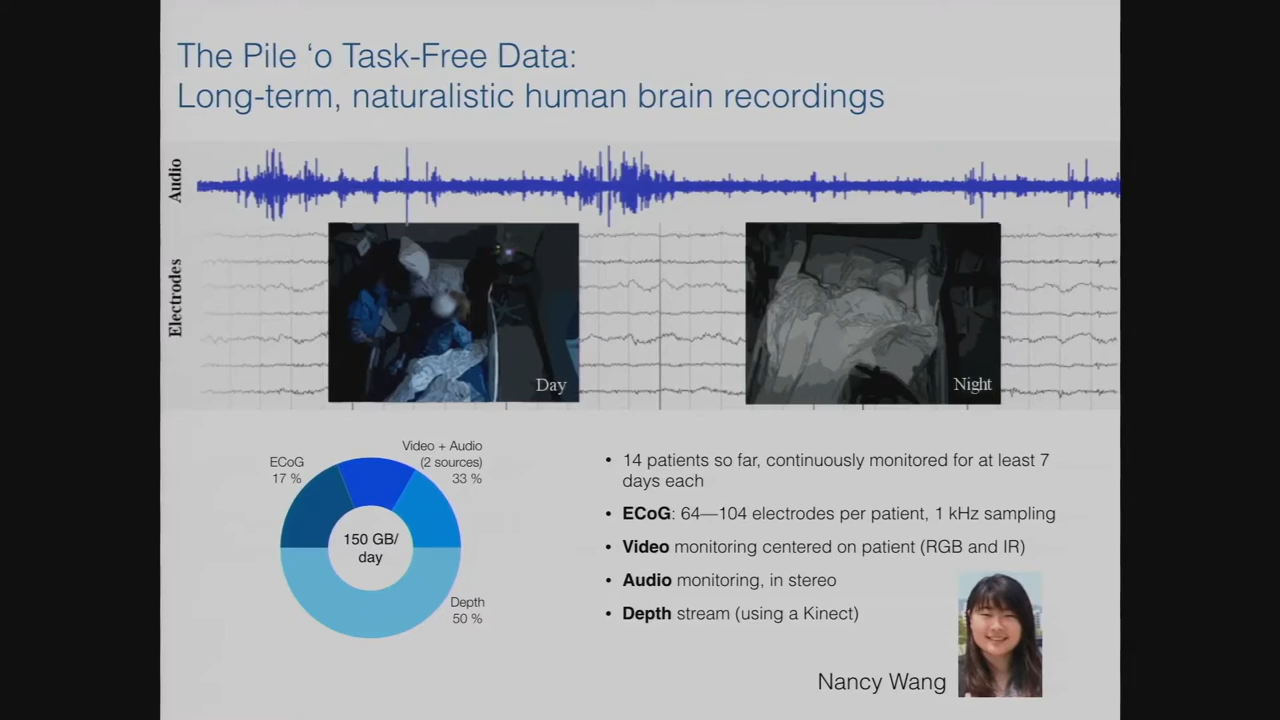 The Pile ‘o Task-Free Data:
Long-term, naturalistic human brain recordings
Audio
Electrodes
Day
Night
ECoG
17 %
Video + Audio
(2 sources)
33 %
150 GB/
day
Depth
50 %
• 14 patients so far, continuously monitored for at least 7
days each
• ECoG: 64—104 electrodes per patient, 1 kHz sampling
• Video monitoring centered on patient (RGB and IR)
• Audio monitoring, in stereo
• Depth stream (using a Kinect)
Nancy Wang